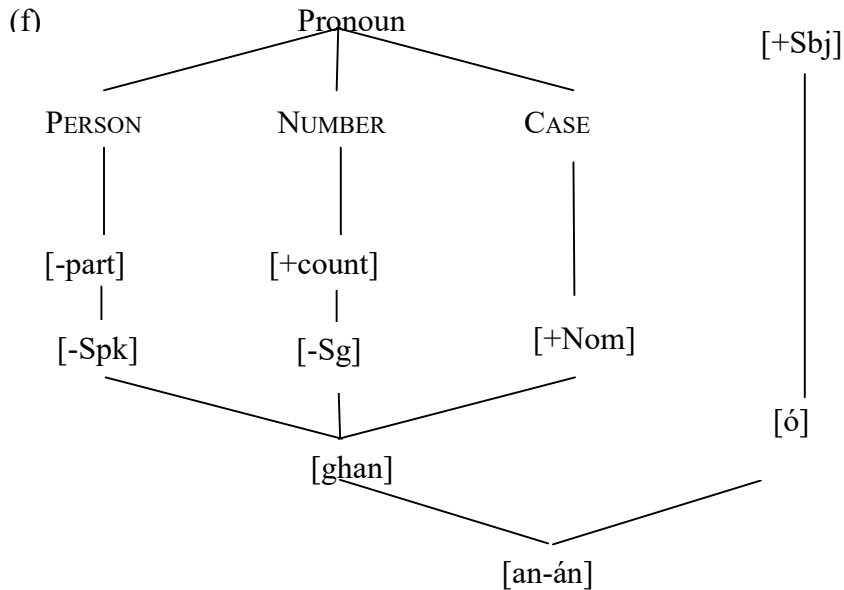 (f) Pronoun [+Sbj]
PERSON NUMBER CASE
[-part] [+count]
[-Spk] [-Sg] [+Nom]
[ó]
[ghan]
[an-án]